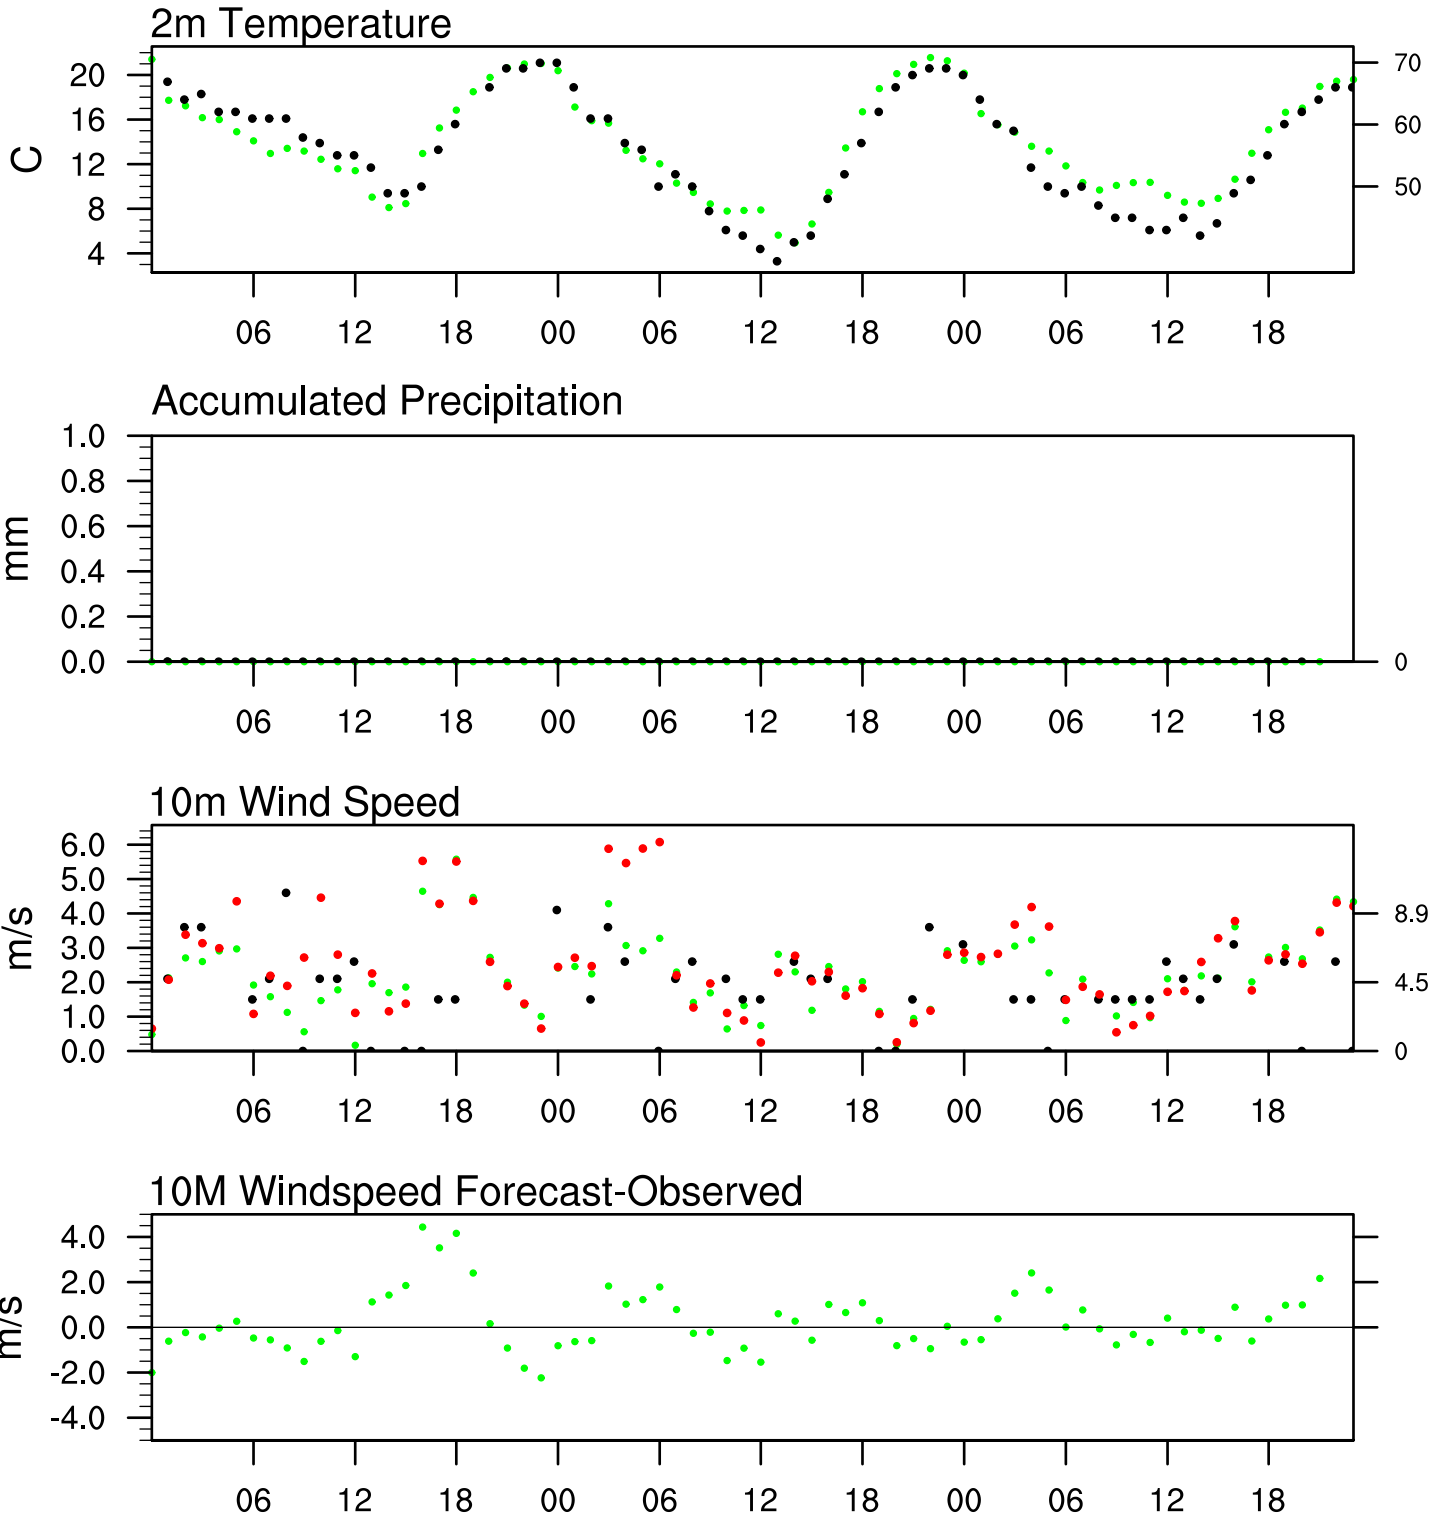 2m Temperature
C
20
16
12
8
4
70
60
50
06 12 18 00 06 12 18 00 06 12 18
Accumulated Precipitation
mm
1.0
0.8
0.6
0.4
0.2
0.0
0
06 12 18 00 06 12 18 00 06 12 18
10m Wind Speed
m/s
6.0
5.0
4.0
3.0
2.0
1.0
0.0
8.9
4.5
0
06 12 18 00 06 12 18 00 06 12 18
10M Windspeed Forecast-Observed
m/s
4.0
2.0
0.0
-2.0
-4.0
06 12 18 00 06 12 18 00 06 12 18